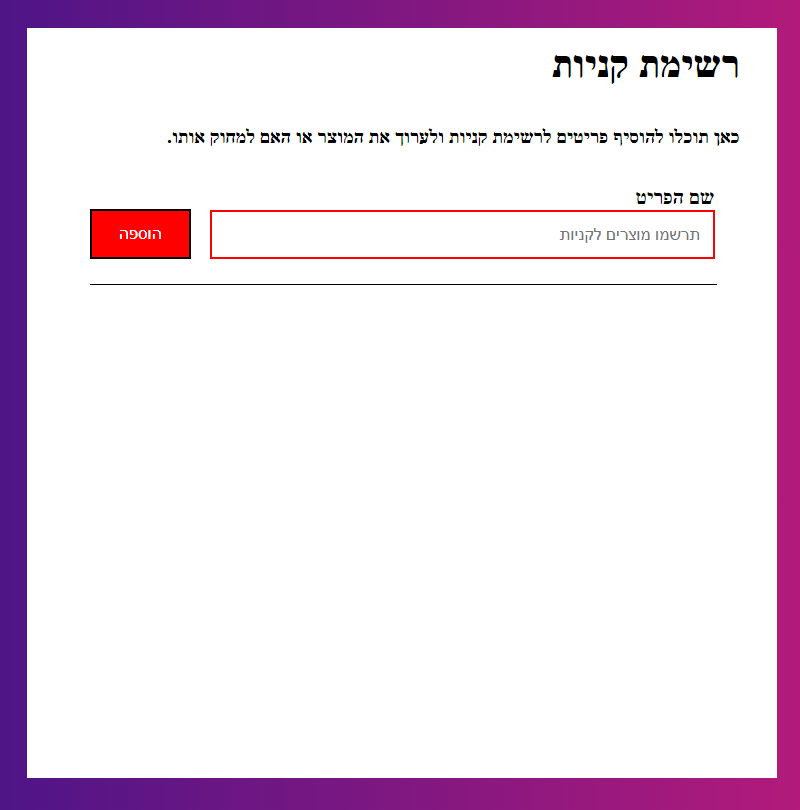 רשימת קניות
כאן תוכלו להוסיף פריטים לרשימת קניות ולערוך את המוצר או האם למחוק אותו.
שם הפריט
תרשמו מוצרים לקניות
הוספה